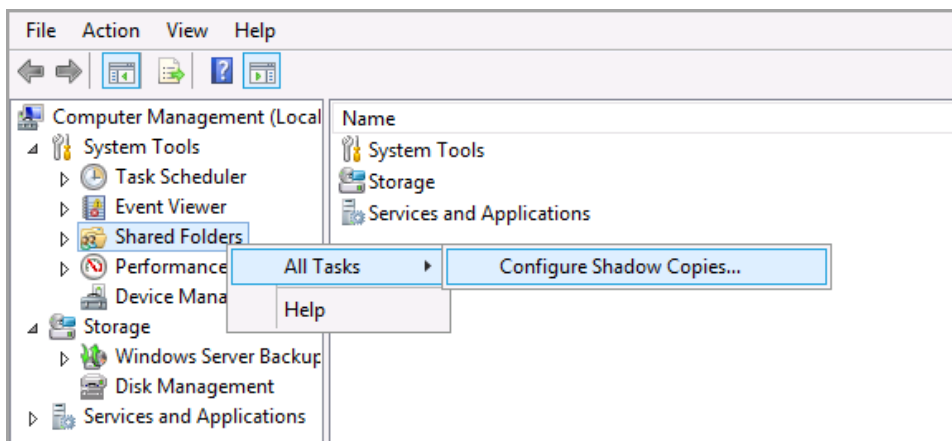 File Action View Help
Computer Management (Local
Name
System Tools
System Tools
Task Scheduler
Storage
Event Viewer
Services and Applications
Shared Folders
Performance
All Tasks
Configure Shadow Copies...
Device Mana
Help
Storage
Windows Server Backup
Disk Management
Services and Applications